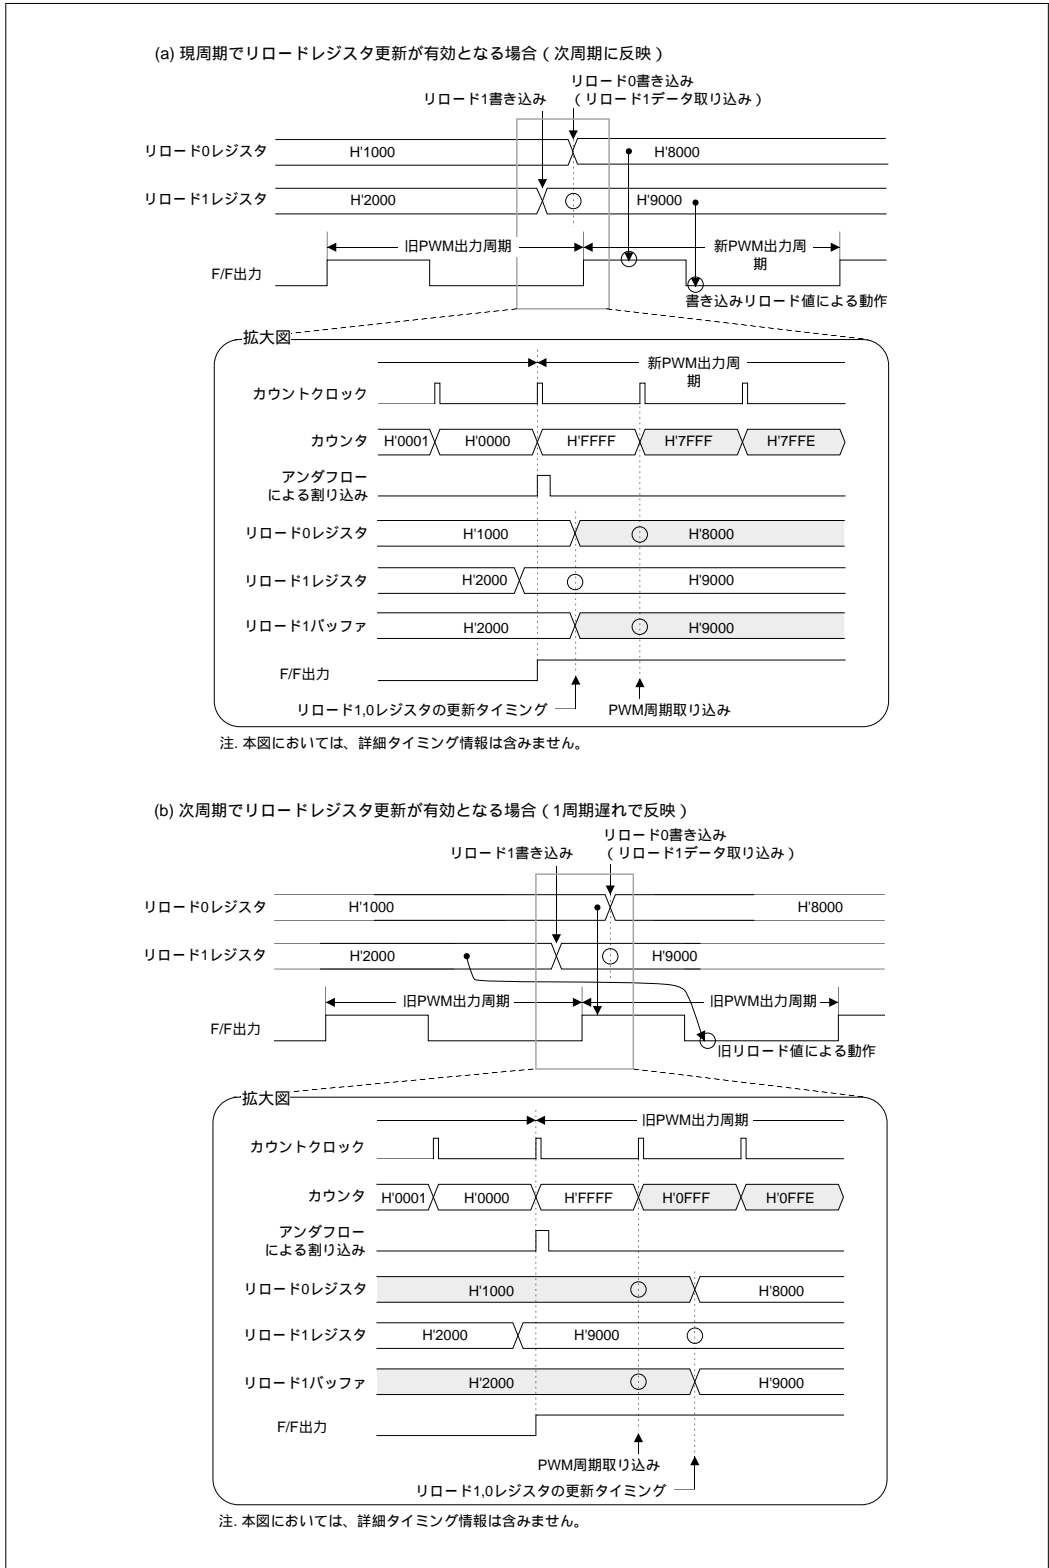 (a) 現周期でリロードレジスタ更新が有効となる場合（次周期に反映）
リロード0書き込み
リロード1書き込み
（リロード1データ取り込み）
リロード0レジスタ
H'1000
H'8000
リロード1レジスタ
H'2000
H'9000
旧PWM出力周期
新PWM出力周
期
F/F出力
書き込みリロード値による動作
拡大図
新PWM出力周
期
カウントクロック
カウンタ
H'0001
H'0000
H'FFFF
H'7FFF
H'7FFE
アンダフロー
による割り込み
リロード0レジスタ
H'1000
H'8000
リロード1レジスタ
H'2000
H'9000
リロード1バッファ
H'2000
H'9000
F/F出力
リロード1,0レジスタの更新タイミング
PWM周期取り込み
注. 本図においては、詳細タイミング情報は含みません。
(b) 次周期でリロードレジスタ更新が有効となる場合（1周期遅れで反映）
リロード0書き込み
リロード1書き込み
（リロード1データ取り込み）
リロード0レジスタ
H'1000
H'8000
リロード1レジスタ
H'2000
H'9000
旧PWM出力周期
旧PWM出力周期
F/F出力
旧リロード値による動作
拡大図
旧PWM出力周期
カウントクロック
カウンタ
H'0001
H'0000
H'FFFF
H'0FFF
H'0FFE
アンダフロー
による割り込み
リロード0レジスタ
H'1000
H'8000
リロード1レジスタ
H'2000
H'9000
リロード1バッファ
H'2000
H'9000
F/F出力
PWM周期取り込み
リロード1,0レジスタの更新タイミング
注. 本図においては、詳細タイミング情報は含みません。